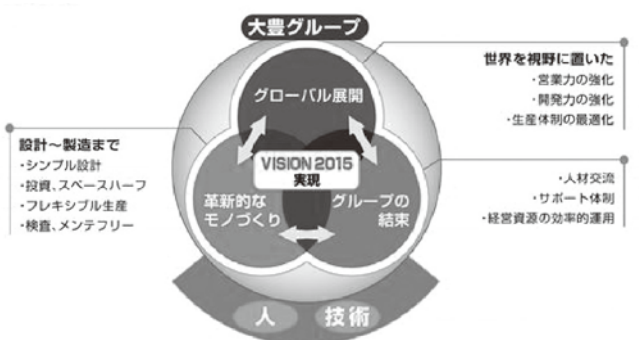 大豊グループ
グローバル展開
VISION 2015
実現
革新的な
モノづくり
グループの
結束
人
技術
設計～製造まで
・シンプル設計
・投資、スペースハーフ
・フレキシブル生産
・検査、メンテフリー
世界を視野に置いた
・営業力の強化
・開発力の強化
・生産体制の最適化
・人材交流
・サポート体制
・経営資源の効率的運用